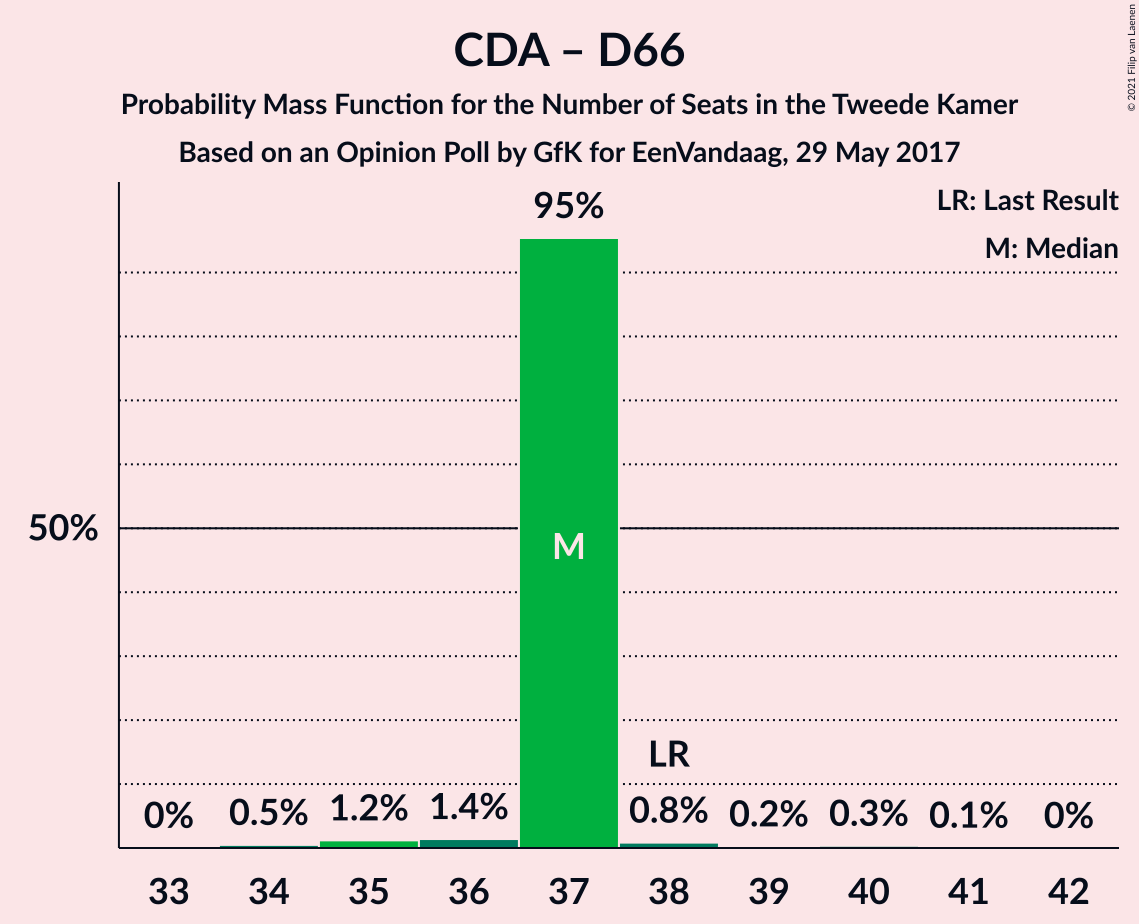 CDA – D66
Probability Mass Function for the Number of Seats in the Tweede Kamer
Based on an Opinion Poll by GfK for EenVandaag, 29 May 2017
© 2021 Filip van Laenen
LR: Last Result
M: Median
95%
50%
M
LR
0% 0.5% 1.2% 1.4% 0.8% 0.2% 0.3% 0.1% 0%
33 34 35 36 37 38 39 40 41 42